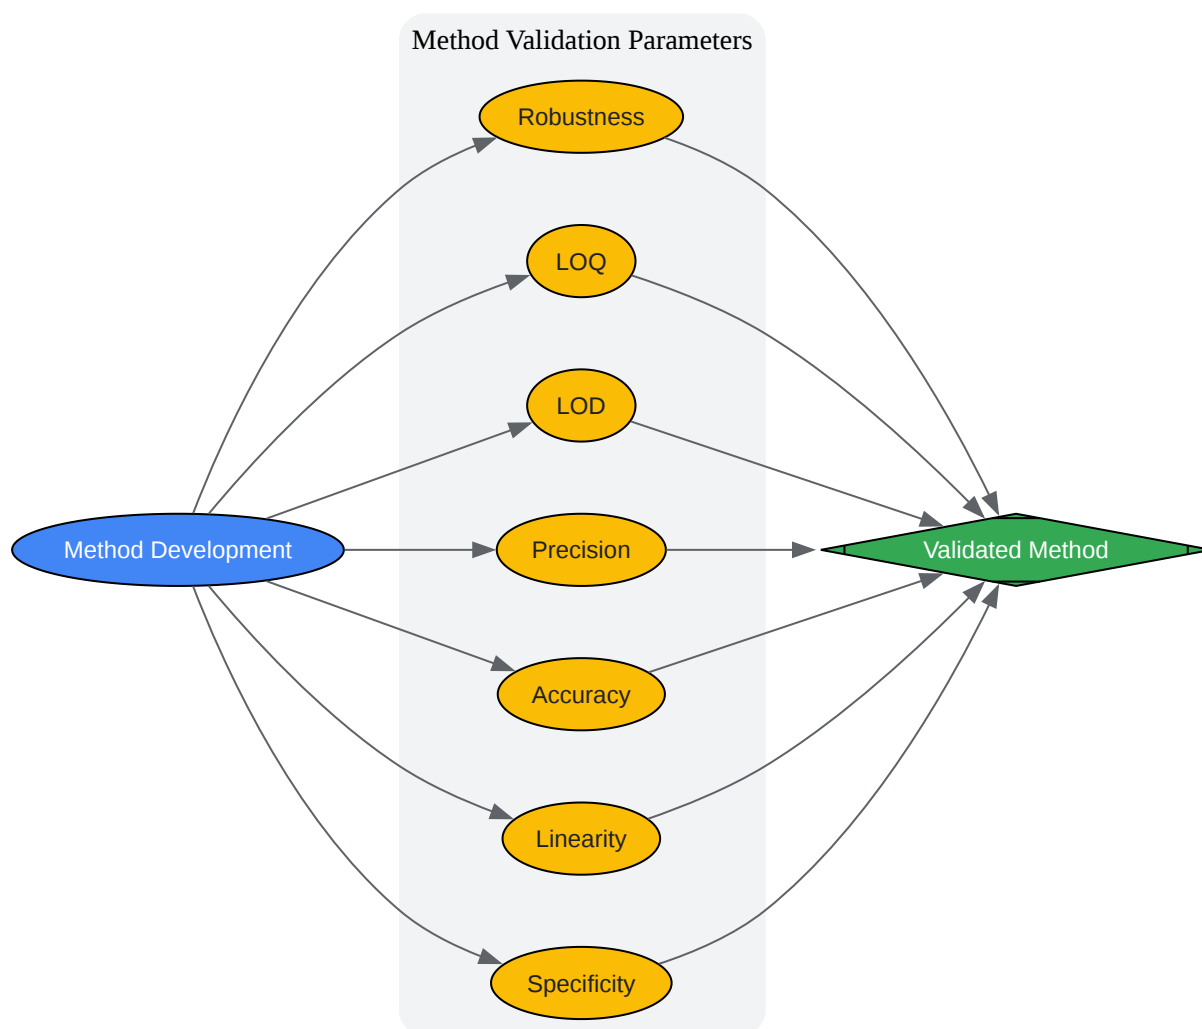 Method Validation Parameters
Robustness
LOQ
LOD
Method Development
Precision
Validated Method
Accuracy
Linearity
Specificity